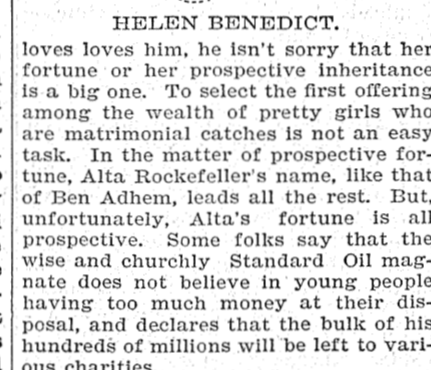 HELEN BENEDICT.
loves loves him, he isn't sorry that her
fortune or her prospective inheritance
is a big one. To select the first offering
among the wealth of pretty girls who
are matrimonial catches is not an easy
task. In the matter of prospective for-
tune, Alta Rockefeller's name, like that
of Ben Adhem, leads all the rest. But,
unfortunately, Alta's fortune is all
prospective. Some folks say that the
wise and churchly Standard Oil mag-
nate does not believe in young people
having too much money at their dis-
posal, and declares that the bulk of his
hundreds of millions will be left to vari-
ous charities